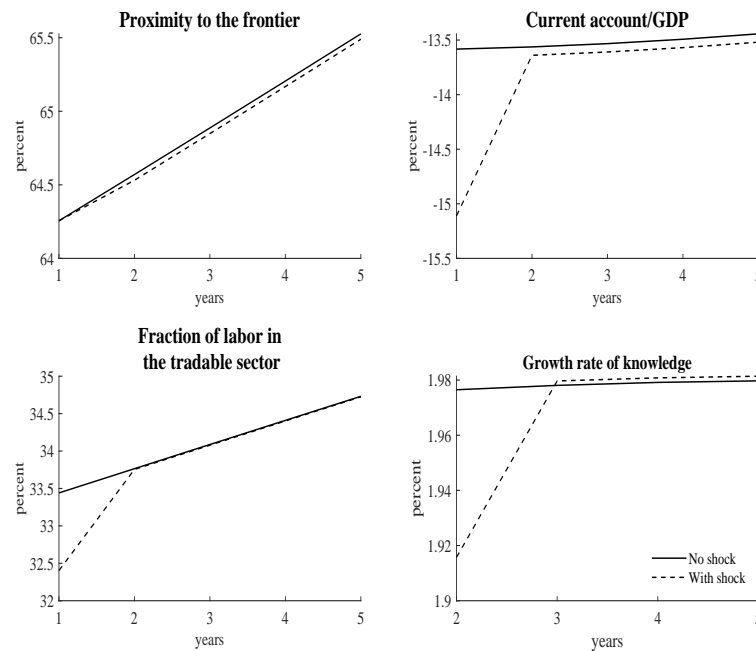 Proximity to the frontier
65.5
65
64.5
64
percent
1 2 3 4 5
years
Current account/GDP
-13.5
-14
-14.5
-15
-15.5
percent
1 2 3 4
years
Fraction of labor in
the tradable sector
35
34.5
34
33.5
33
32.5
32
percent
1 2 3 4 5
years
Growth rate of knowledge
1.98
1.96
1.94
1.92
1.9
percent
2 3 4
years
No shock
With shock